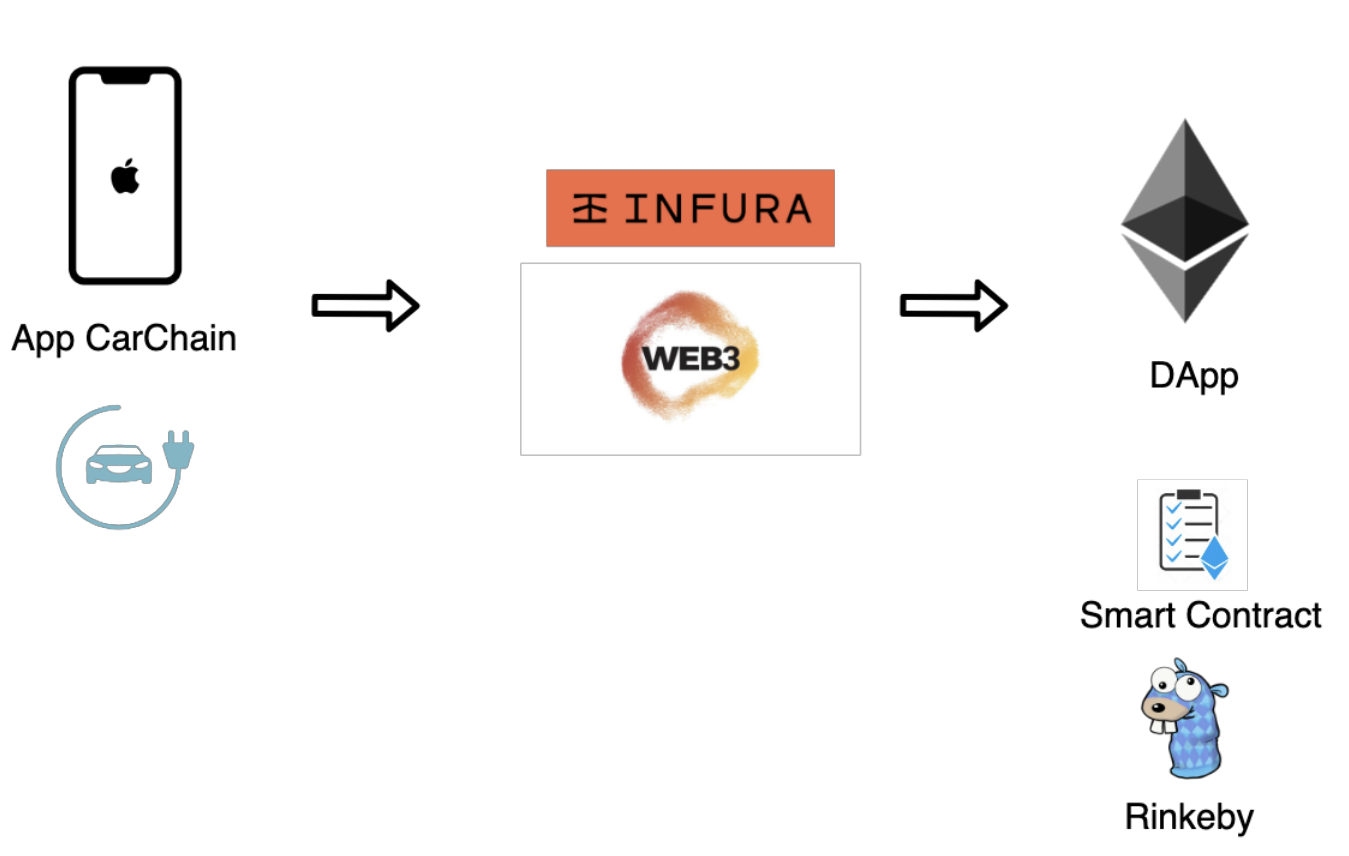 INFURA
WEB3
App CarChain
DApp
Smart Contract
Rinkeby